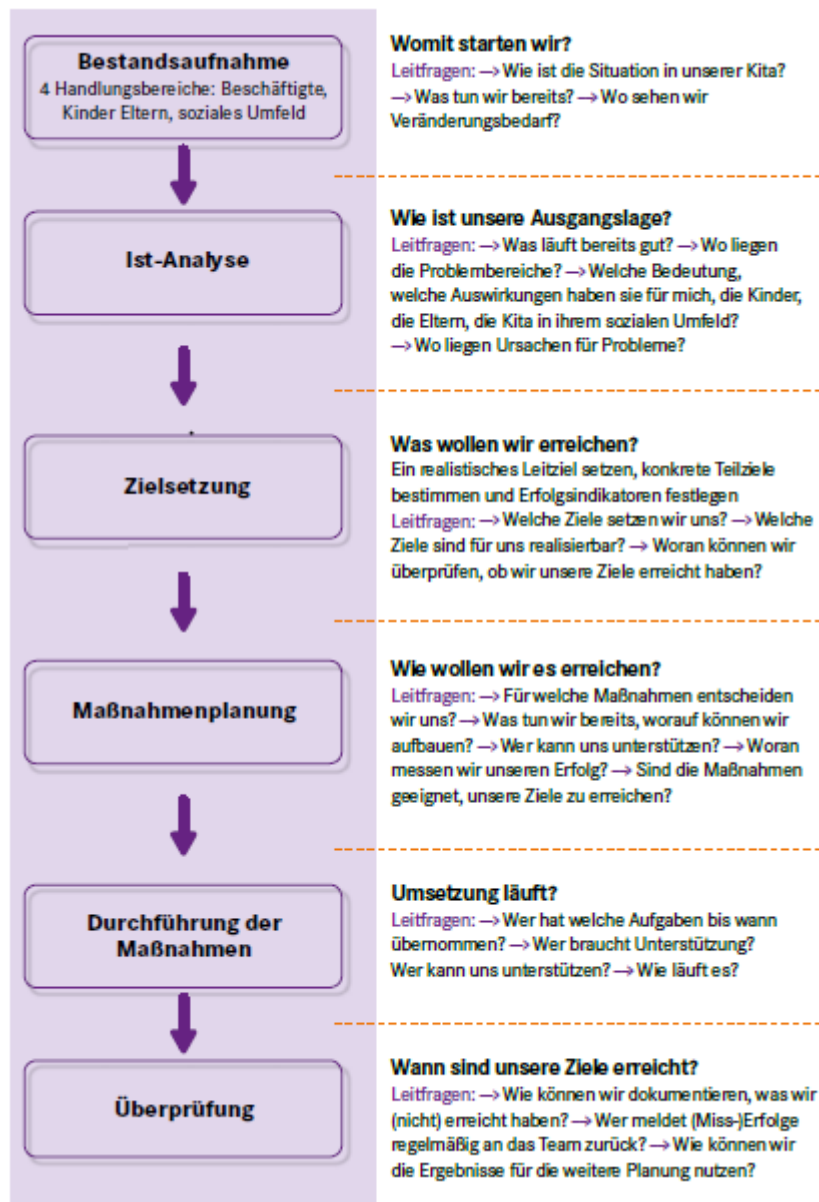 Bestandsaufnahme
4 Handlungsbereiche: Beschäftigte,
Kinder Eltern, soziales Umfeld
Womit starten wir?
Leitfragen: → Wie ist die Situation in unserer Kita?
→ Was tun wir bereits? → Wo sehen wir
Veränderungsbedarf?
Ist-Analyse
Wie ist unsere Ausgangslage?
Leitfragen: → Was läuft bereits gut? → Wo liegen
die Problembereiche? → Welche Bedeutung,
welche Auswirkungen haben sie für mich, die Kinder,
die Eltern, die Kita in ihrem sozialen Umfeld?
→ Wo liegen Ursachen für Probleme?
Zielsetzung
Was wollen wir erreichen?
Ein realistisches Leitziel setzen, konkrete Teilziele
bestimmen und Erfolgsindikatoren festlegen
Leitfragen: → Welche Ziele setzen wir uns? → Welche
Ziele sind für uns realisierbar? → Woran können wir
überprüfen, ob wir unsere Ziele erreicht haben?
Maßnahmenplanung
Wie wollen wir es erreichen?
Leitfragen: → Für welche Maßnahmen entscheiden
wir uns? → Was tun wir bereits, worauf können wir
aufbauen? → Wer kann uns unterstützen? → Woran
messen wir unseren Erfolg? → Sind die Maßnahmen
geeignet, unsere Ziele zu erreichen?
Durchführung der
Maßnahmen
Umsetzung läuft?
Leitfragen: → Wer hat welche Aufgaben bis wann
übernommen? → Wer braucht Unterstützung?
Wer kann uns unterstützen? → Wie läuft es?
Überprüfung
Wann sind unsere Ziele erreicht?
Leitfragen: → Wie können wir dokumentieren, was wir
(nicht) erreicht haben? → Wer meldet (Miss-)Erfolge
regelmäßig an das Team zurück? → Wie können wir
die Ergebnisse für die weitere Planung nutzen?